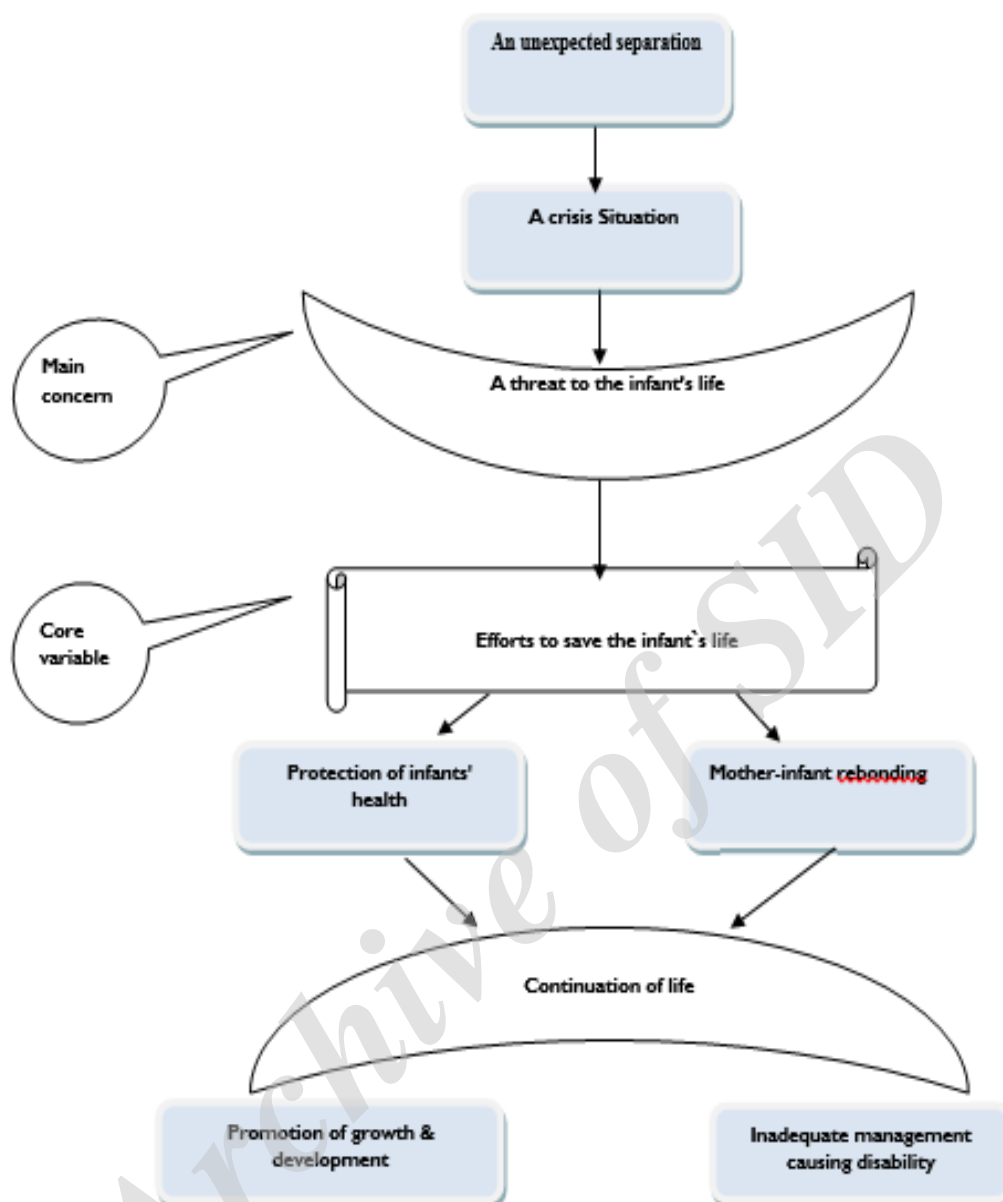 An unexpected separation
A crisis Situation
Main
concern
A threat to the infant's life
Core
variable
Efforts to save the infant`s life
Protection of infants'
health
Mother-infant rebonding
Continuation of life
Promotion of growth &
development
Inadequate management
causing disability
Archive of SID